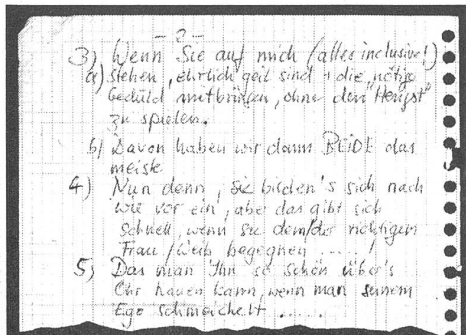 - 2 -
3) Wenn Sie auf mich (alles inclusive!)
a) stehen, ehrlich geil sind + die nötige
Geduld mitbringen, ohne den "Hengst"
zu spielen.
b) Davon haben wir dann BEIDE das
meiste
4) Nun denn, Sie bilden's sich nach
wie vor ein, aber das gibt sich
Schnell, wenn sie dem/der richtigen
Frau/Weib begegnen ......!
5) Das man Ihn so schön über's
Ohr hauen kann, wenn man seinem
Ego schmeichelt ......